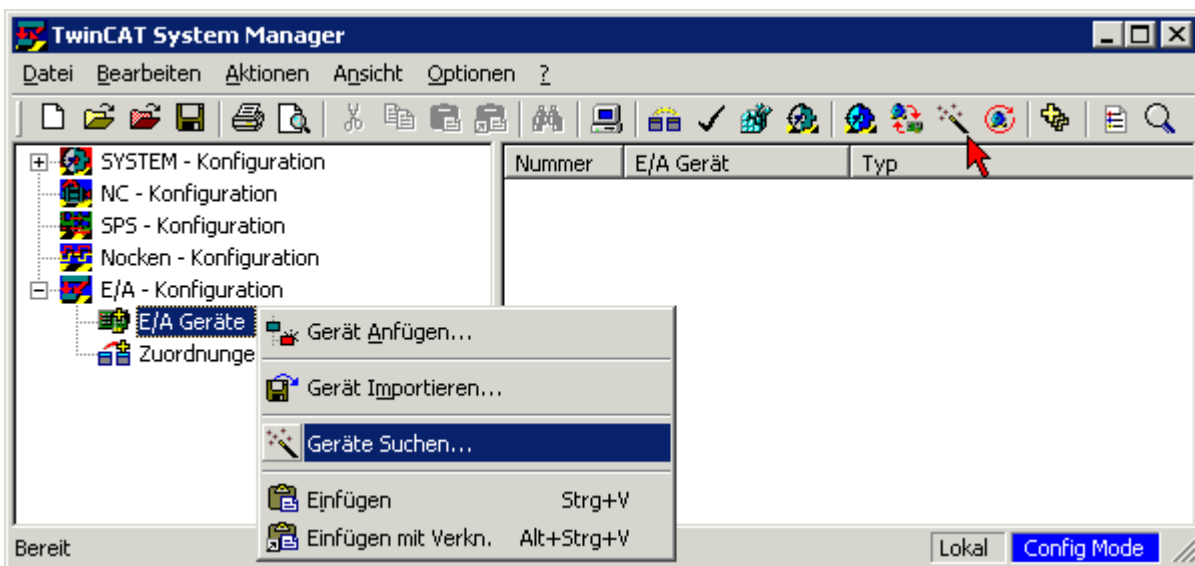 TwinCAT System Manager
Datei Bearbeiten Aktionen Ansicht Optionen ?
SYSTEM - Konfiguration
NC - Konfiguration
SPS - Konfiguration
Nocken - Konfiguration
E/A - Konfiguration
E/A Geräte
Zuordnunge
Nummer E/A Gerät Typ
Gerät Anfügen...
Gerät Importieren...
Geräte Suchen...
Einfügen Strg+V
Einfügen mit Verkn. Alt+Strg+V
Bereit Lokal Config Mode